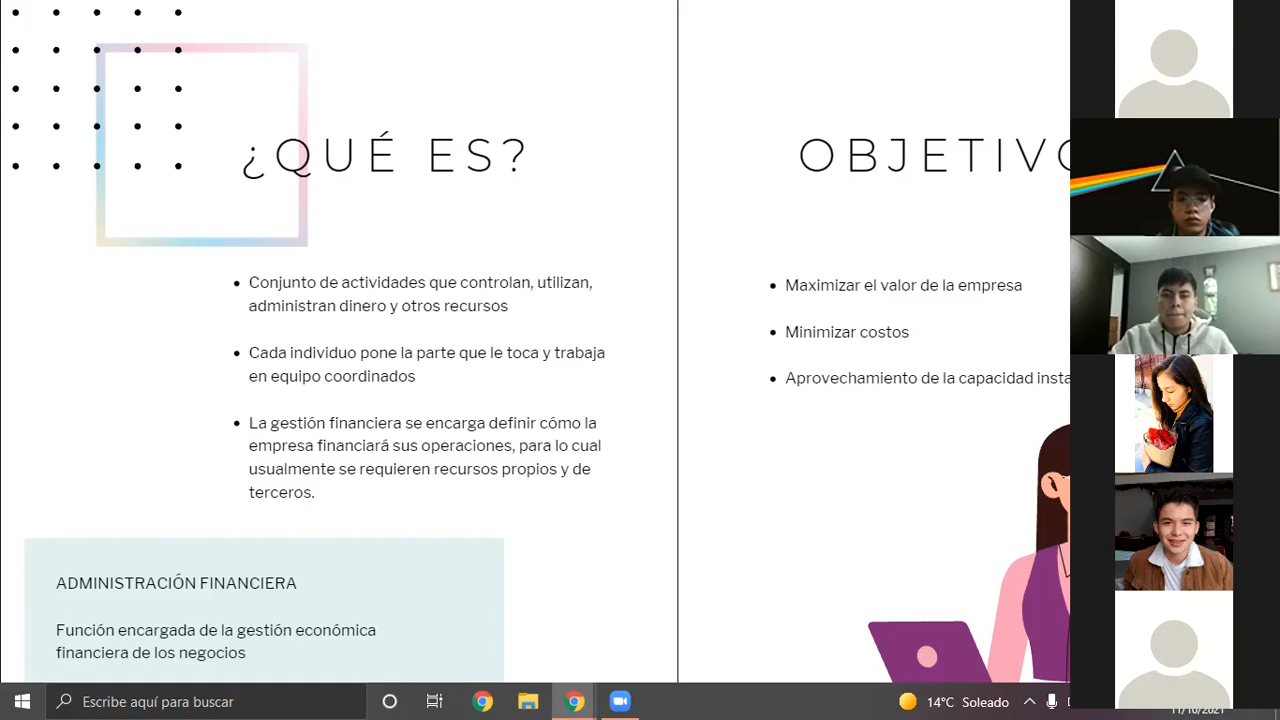 ¿QUÉ ES?
Conjunto de actividades que controlan, utilizan,
administran dinero y otros recursos
Cada individuo pone la parte que le toca y trabaja
en equipo coordinados
La gestión financiera se encarga definir cómo la
empresa financiará sus operaciones, para lo cual
usualmente se requieren recursos propios y de
terceros.
ADMINISTRACIÓN FINANCIERA
Función encargada de la gestión económica
financiera de los negocios
OBJETIVO
Maximizar el valor de la empresa
Minimizar costos
Aprovechamiento de la capacidad insta
Escribe aquí para buscar
14°C Soleado
11/10/2021